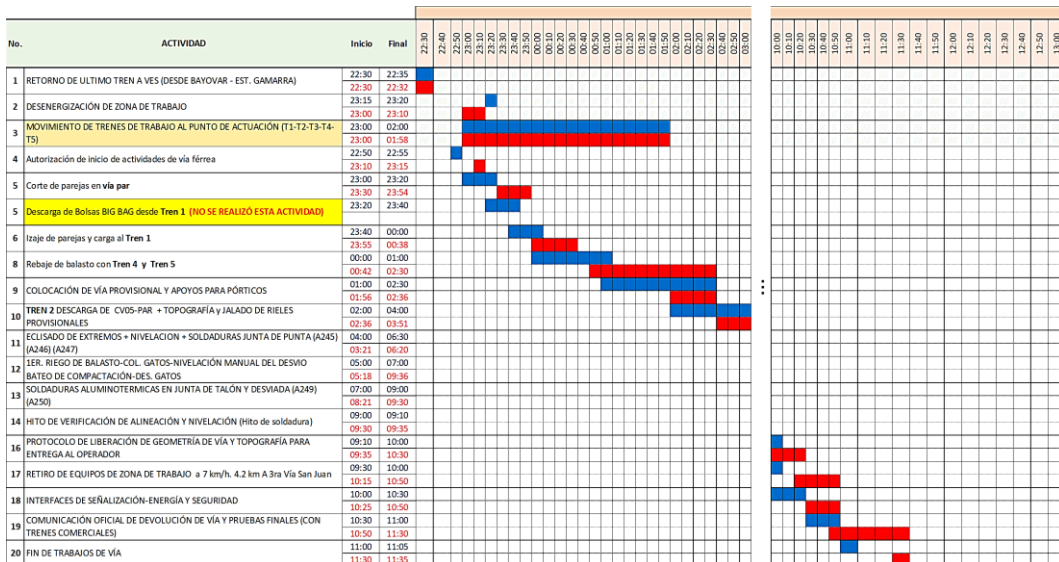 No. ACTIVIDAD Inicio Final 22:30 22:40 22:50 23:00 23:10 23:20 23:30 23:40 23:50 00:00 00:10 00:20 00:30 00:40 00:50 01:00 01:10 01:20 01:30 01:40 01:50 02:00 02:10 02:20 02:30 02:40 02:50 03:00 10:00 10:10 10:20 10:30 10:40 10:50 11:00 11:10 11:20 11:30 11:40 11:50 12:00 12:10 12:20 12:30 12:40 12:50 13:00
1 RETORNO DE ULTIMO TREN A VES (DESDE BAYOVAR - EST. GAMARRA) 22:30 22:35
22:30 22:32
2 DESENERGIZACIÓN DE ZONA DE TRABAJO 23:15 23:20
23:00 23:10
3 MOVIMIENTO DE TRENES DE TRABAJO AL PUNTO DE ACTUACIÓN (T1-T2-T3-T4- 23:00 02:00
T5) 23:00 01:58
4 Autorización de inicio de actividades de vía férrea 22:50 22:55
23:10 23:15
5 Corte de parejas en vía par 23:00 23:20
23:30 23:54
5 Descarga de Bolsas BIG BAG desde Tren 1 (NO SE REALIZÓ ESTA ACTIVIDAD) 23:20 23:40
6 Izaje de parejas y carga al Tren 1 23:40 00:00
23:55 00:38
8 Rebaje de balasto con Tren 4 y Tren 5 00:00 01:00
00:42 02:30
9 COLOCACIÓN DE VÍA PROVISIONAL Y APOYOS PARA PÓRTICOS 01:00 02:30
01:56 02:36
...
10 TREN 2 DESCARGA DE CV05-PAR + TOPOGRAFÍA y JALADO DE RIELES 02:00 04:00
PROVISIONALES 02:36 03:51
11 ECLISADO DE EXTREMOS + NIVELACION + SOLDADURAS JUNTA DE PUNTA (A245) 04:00 06:30
(A246) (A247) 03:21 06:20
12 1ER. RIEGO DE BALASTO-COL. GATOS-NIVELACIÓN MANUAL DEL DESVIO 05:00 07:00
BATEO DE COMPACTACIÓN-DES. GATOS 05:18 09:36
13 SOLDADURAS ALUMINOTERMICAS EN JUNTA DE TALÓN Y DESVIADA (A249) 07:00 09:00
(A250) 08:21 09:30
14 HITO DE VERIFICACIÓN DE ALINEACIÓN Y NIVELACIÓN (Hito de soldadura) 09:00 09:10
09:30 09:35
16 PROTOCOLO DE LIBERACIÓN DE GEOMETRÍA DE VÍA Y TOPOGRAFÍA PARA 09:10 10:00
ENTREGA AL OPERADOR 09:35 10:30
17 RETIRO DE EQUIPOS DE ZONA DE TRABAJO a 7 km/h. 4.2 km A 3ra Vía San Juan 09:30 10:00
10:15 10:50
18 INTERFACES DE SEÑALIZACIÓN-ENERGÍA Y SEGURIDAD 10:00 10:30
10:25 10:50
19 COMUNICACIÓN OFICIAL DE DEVOLUCIÓN DE VÍA Y PRUEBAS FINALES (CON 10:30 11:00
TRENES COMERCIALES) 10:50 11:30
20 FIN DE TRABAJOS DE VÍA 11:00 11:05
11:30 11:35